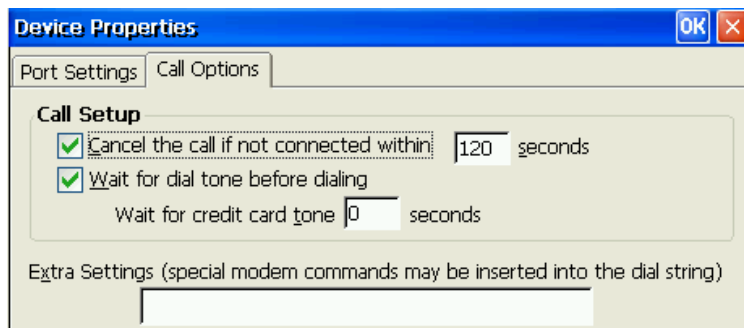 Device Properties OK
Port Settings Call Options
Call Setup
Cancel the call if not connected within 120 seconds
Wait for dial tone before dialing
Wait for credit card tone 0 seconds
Extra Settings (special modem commands may be inserted into the dial string)